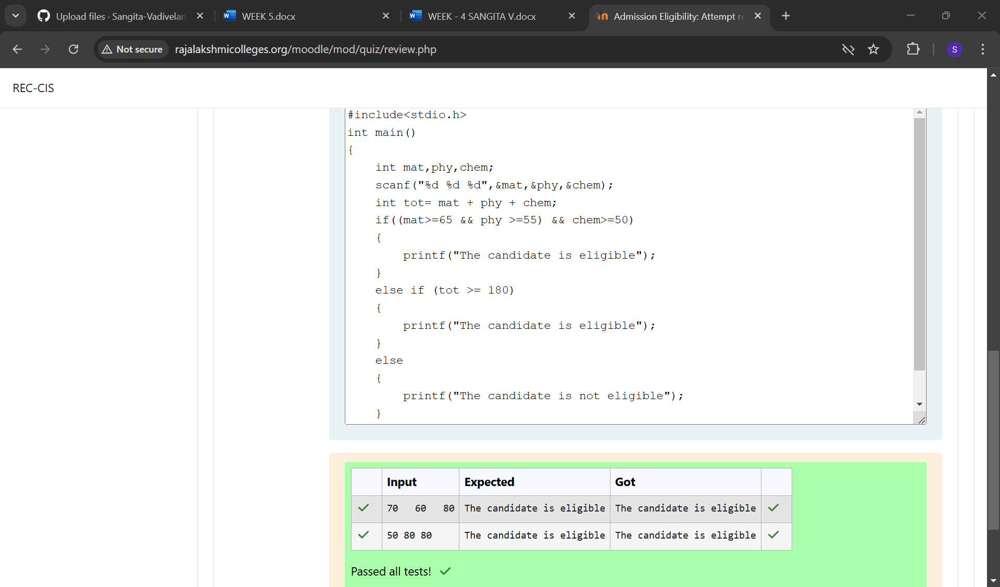 Upload files · Sangita-Vadivelan
WEEK 5.docx
WEEK - 4 SANGITA V.docx
Admission Eligibility: Attempt re
Not secure
rajalakshmicolleges.org/moodle/mod/quiz/review.php
S
REC-CIS
#include<stdio.h>
int main()
{
    int mat,phy,chem;
    scanf("%d %d %d",&mat,&phy,&chem);
    int tot= mat + phy + chem;
    if((mat>=65 && phy >=55) && chem>=50)
    {
        printf("The candidate is eligible");
    }
    else if (tot >= 180)
    {
        printf("The candidate is eligible");
    }
    else
    {
        printf("The candidate is not eligible");
    }
Input Expected Got
70   60   80 The candidate is eligible The candidate is eligible
50 80 80 The candidate is eligible The candidate is eligible
Passed all tests!